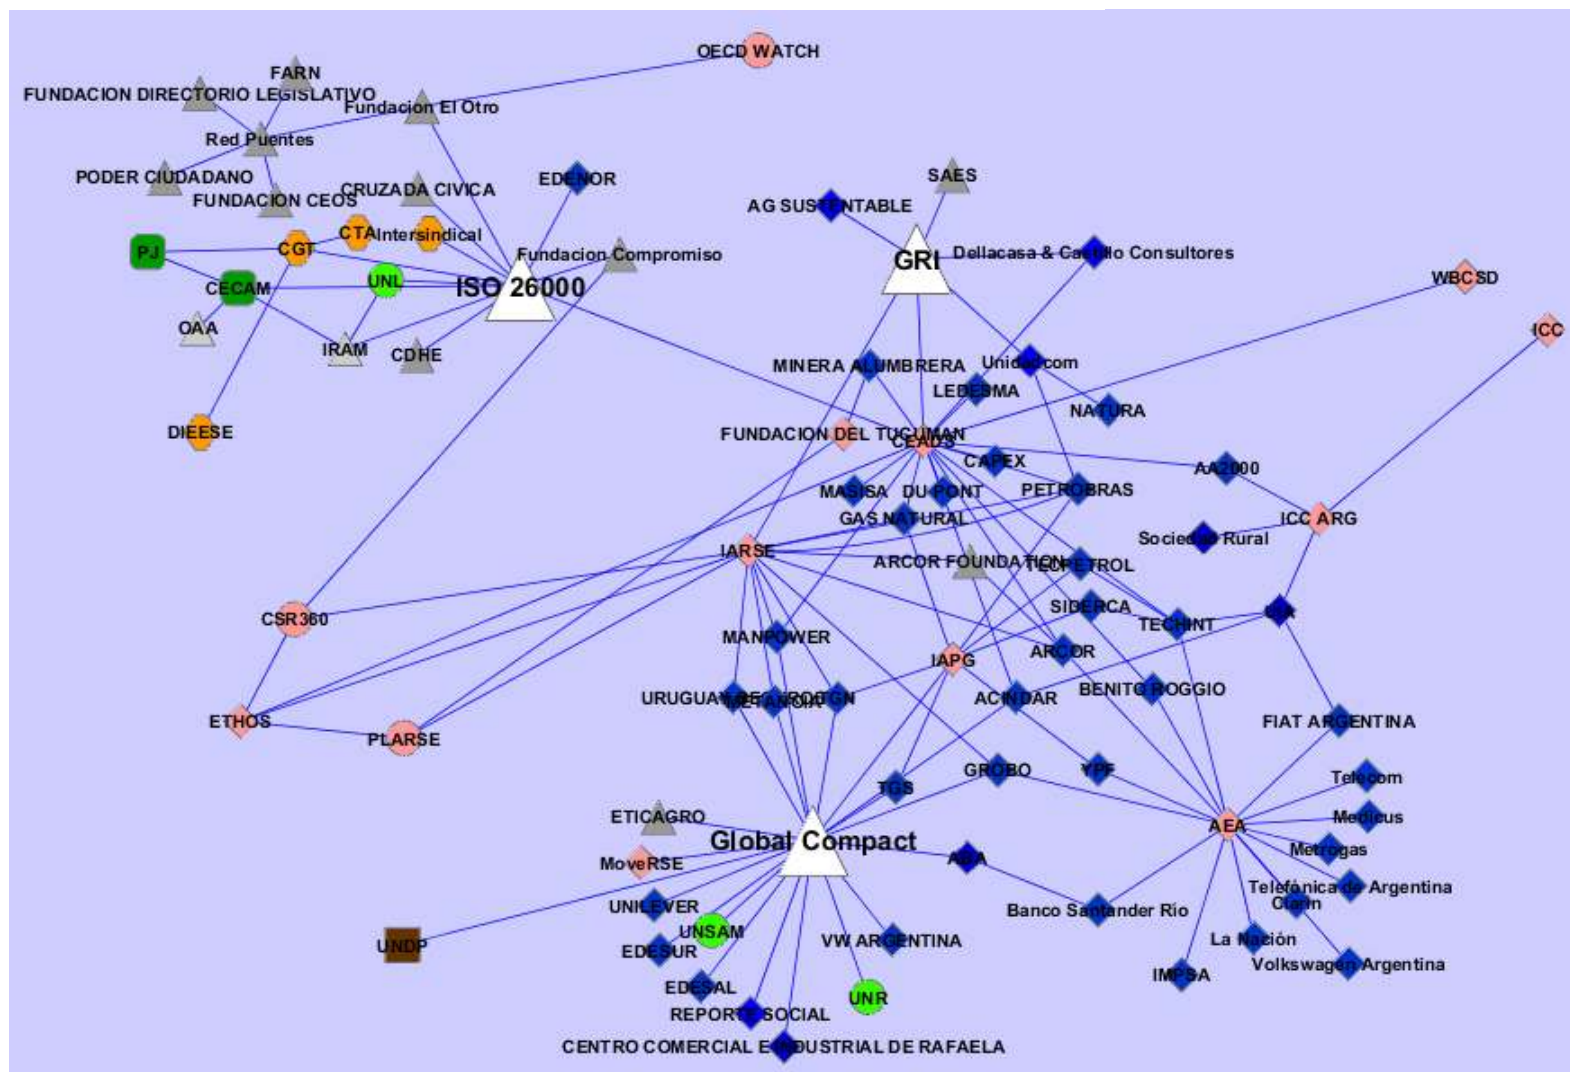 OECD WATCH
FARN
FUNDACION DIRECTORIO LEGISLATIVO
Fundacion El Otro
Red Puentes
SAES
PODER CIUDADANO
EDENOR
CRUZADA CIVICA
FUNDACION CEOS
AG SUSTENTABLE
CTA
Intersindical
CGT
PJ
Fundacion Compromiso
Dellacasa & Castillo Consultores
GRI
WBCSD
UNL
CECAM
ISO 26000
OAA
ICC
IRAM
CDHE
MINERA ALUMBRERA
Unidad com
LEDESMA
NATURA
DIEESE
FUNDACION DEL TUCUMAN
CEADS
CAPEX
AA2000
MASISA
DU PONT
PETROBRAS
GAS NATURAL
ICC ARG
Sociedad Rural
IARSE
ARCOR FOUNDATION
TECPETROL
SIDERCA
CSR360
TECHINT
MANPOWER
ARCOR
IAPG
BENITO ROGGIO
ACINDAR
TGN
ETHOS
FIAT ARGENTINA
PLARSE
GROBO
YPF
Telecom
TGS
ETICAGRO
Medicus
AEA
Global Compact
Metrogas
MoveRSE
ABA
Telefónica de Argentina
Clarin
UNILEVER
Banco Santander Rio
UNSAM
UNDP
EDESUR
VW ARGENTINA
La Nación
Volkswagen Argentina
IMPSA
EDESAL
UNR
REPORTE SOCIAL
CENTRO COMERCIAL E INDUSTRIAL DE RAFAELA